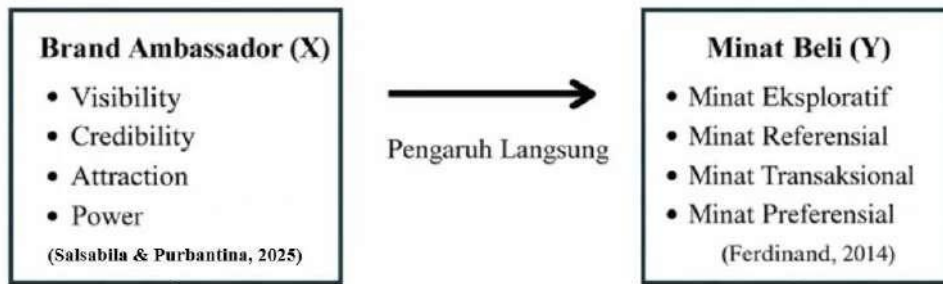 Brand Ambassador (X)
• Visibility
• Credibility
• Attraction
• Power
(Salsabila & Purbantina, 2025)
Pengaruh Langsung
Minat Beli (Y)
• Minat Eksploratif
• Minat Referensial
• Minat Transaksional
• Minat Preferensial
(Ferdinand, 2014)